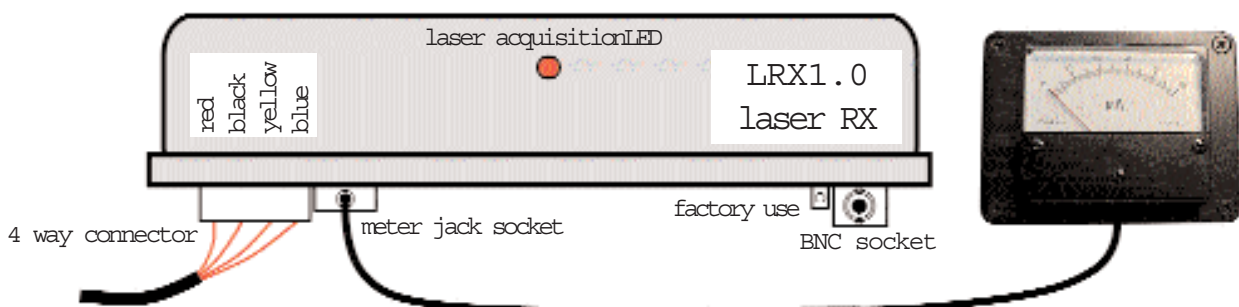 laser acquisitionLED
red
black
yellow
blue
LRX1.0
laser RX
4 way connector
meter jack socket
factory use
BNC socket